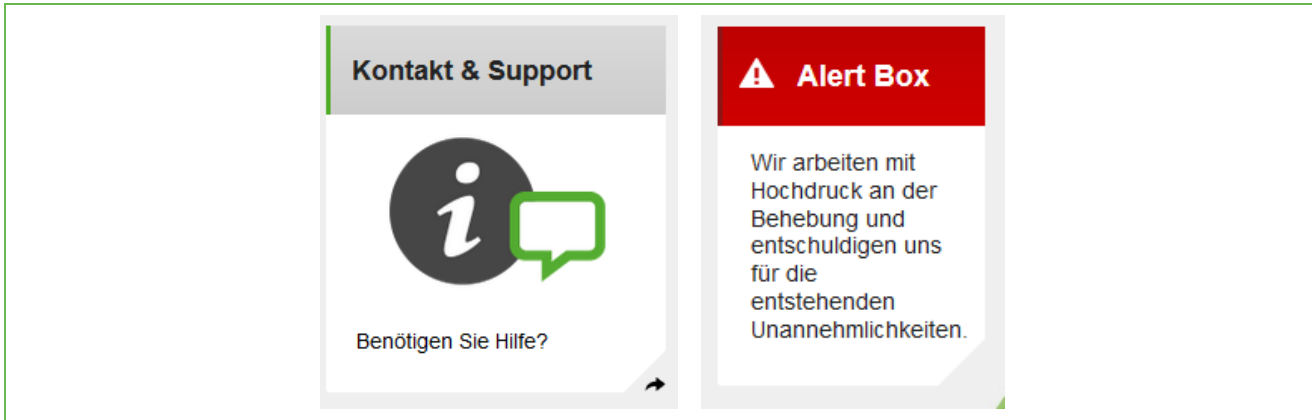 Kontakt & Support
Benötigen Sie Hilfe?
Alert Box
Wir arbeiten mit
Hochdruck an der
Behebung und
entschuldigen uns
für die
entstehenden
Unannehmlichkeiten.